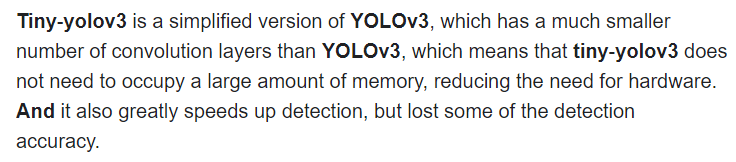 Tiny-yolov3 is a simplified version of YOLOv3, which has a much smaller
number of convolution layers than YOLOv3, which means that tiny-yolov3 does
not need to occupy a large amount of memory, reducing the need for hardware.
And it also greatly speeds up detection, but lost some of the detection
accuracy.